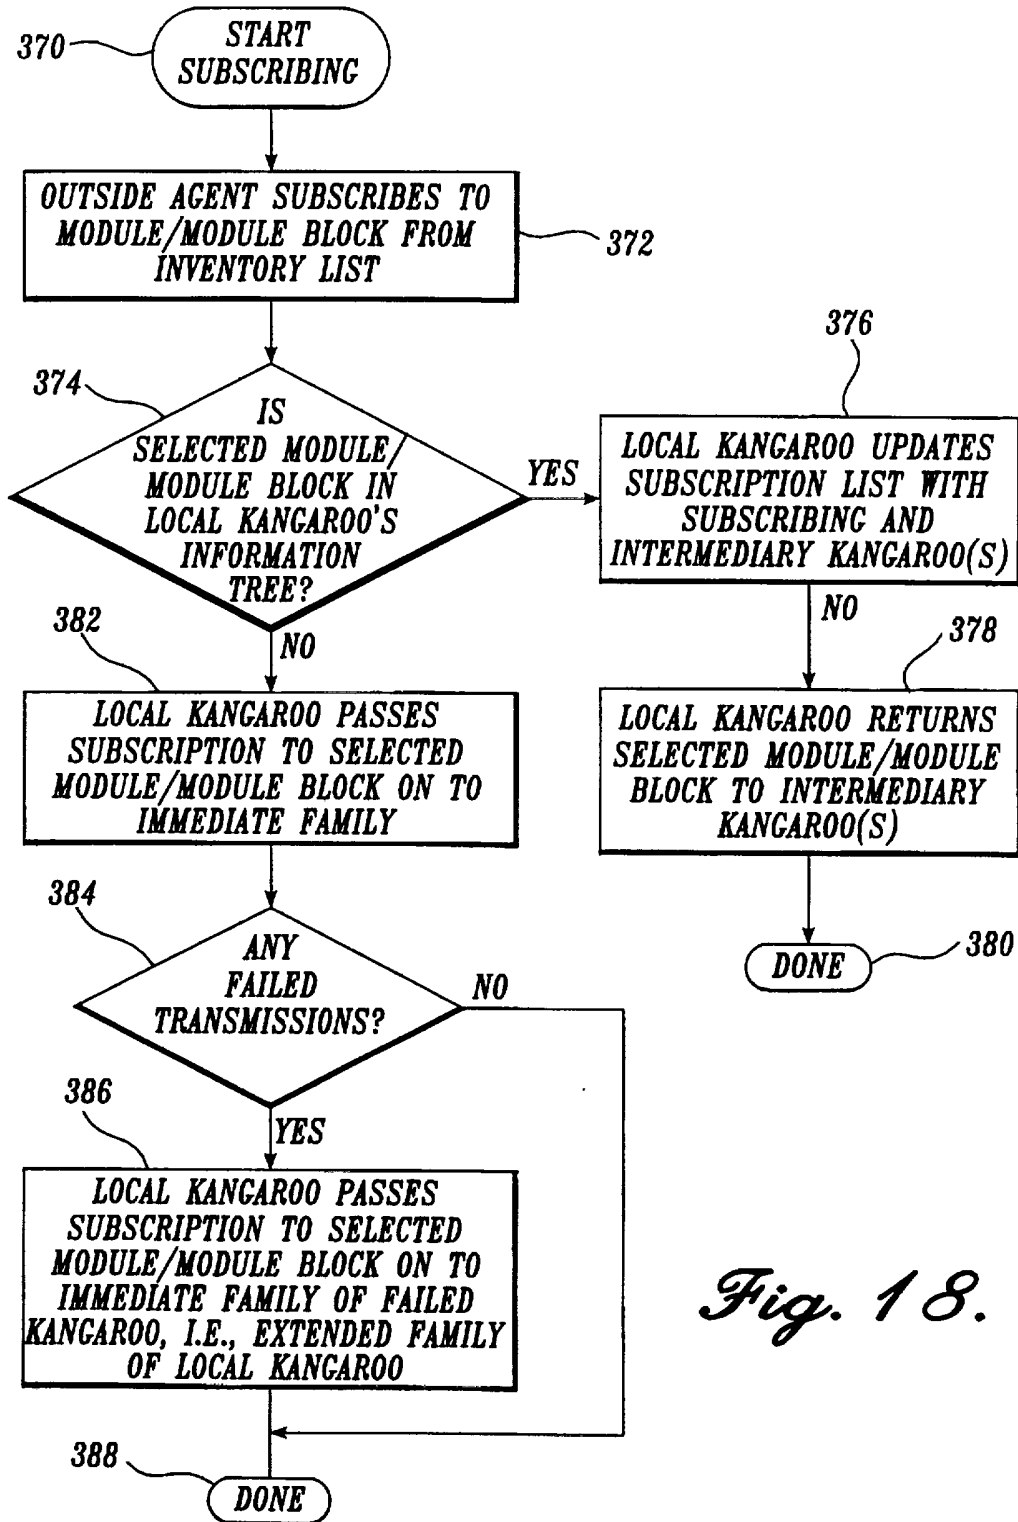 370
START
SUBSCRIBING
OUTSIDE AGENT SUBSCRIBES TO
MODULE/MODULE BLOCK FROM
INVENTORY LIST
372
374
IS
SELECTED MODULE/
MODULE BLOCK IN
LOCAL KANGAROO'S
INFORMATION
TREE?
YES
376
LOCAL KANGAROO UPDATES
SUBSCRIPTION LIST WITH
SUBSCRIBING AND
INTERMEDIARY KANGAROO(S)
NO
378
LOCAL KANGAROO RETURNS
SELECTED MODULE/MODULE
BLOCK TO INTERMEDIARY
KANGAROO(S)
DONE
380
NO
382
LOCAL KANGAROO PASSES
SUBSCRIPTION TO SELECTED
MODULE/MODULE BLOCK ON TO
IMMEDIATE FAMILY
384
ANY
FAILED
TRANSMISSIONS?
NO
YES
386
LOCAL KANGAROO PASSES
SUBSCRIPTION TO SELECTED
MODULE/MODULE BLOCK ON TO
IMMEDIATE FAMILY OF FAILED
KANGAROO, I.E., EXTENDED FAMILY
OF LOCAL KANGAROO
388
DONE
Fig. 18.